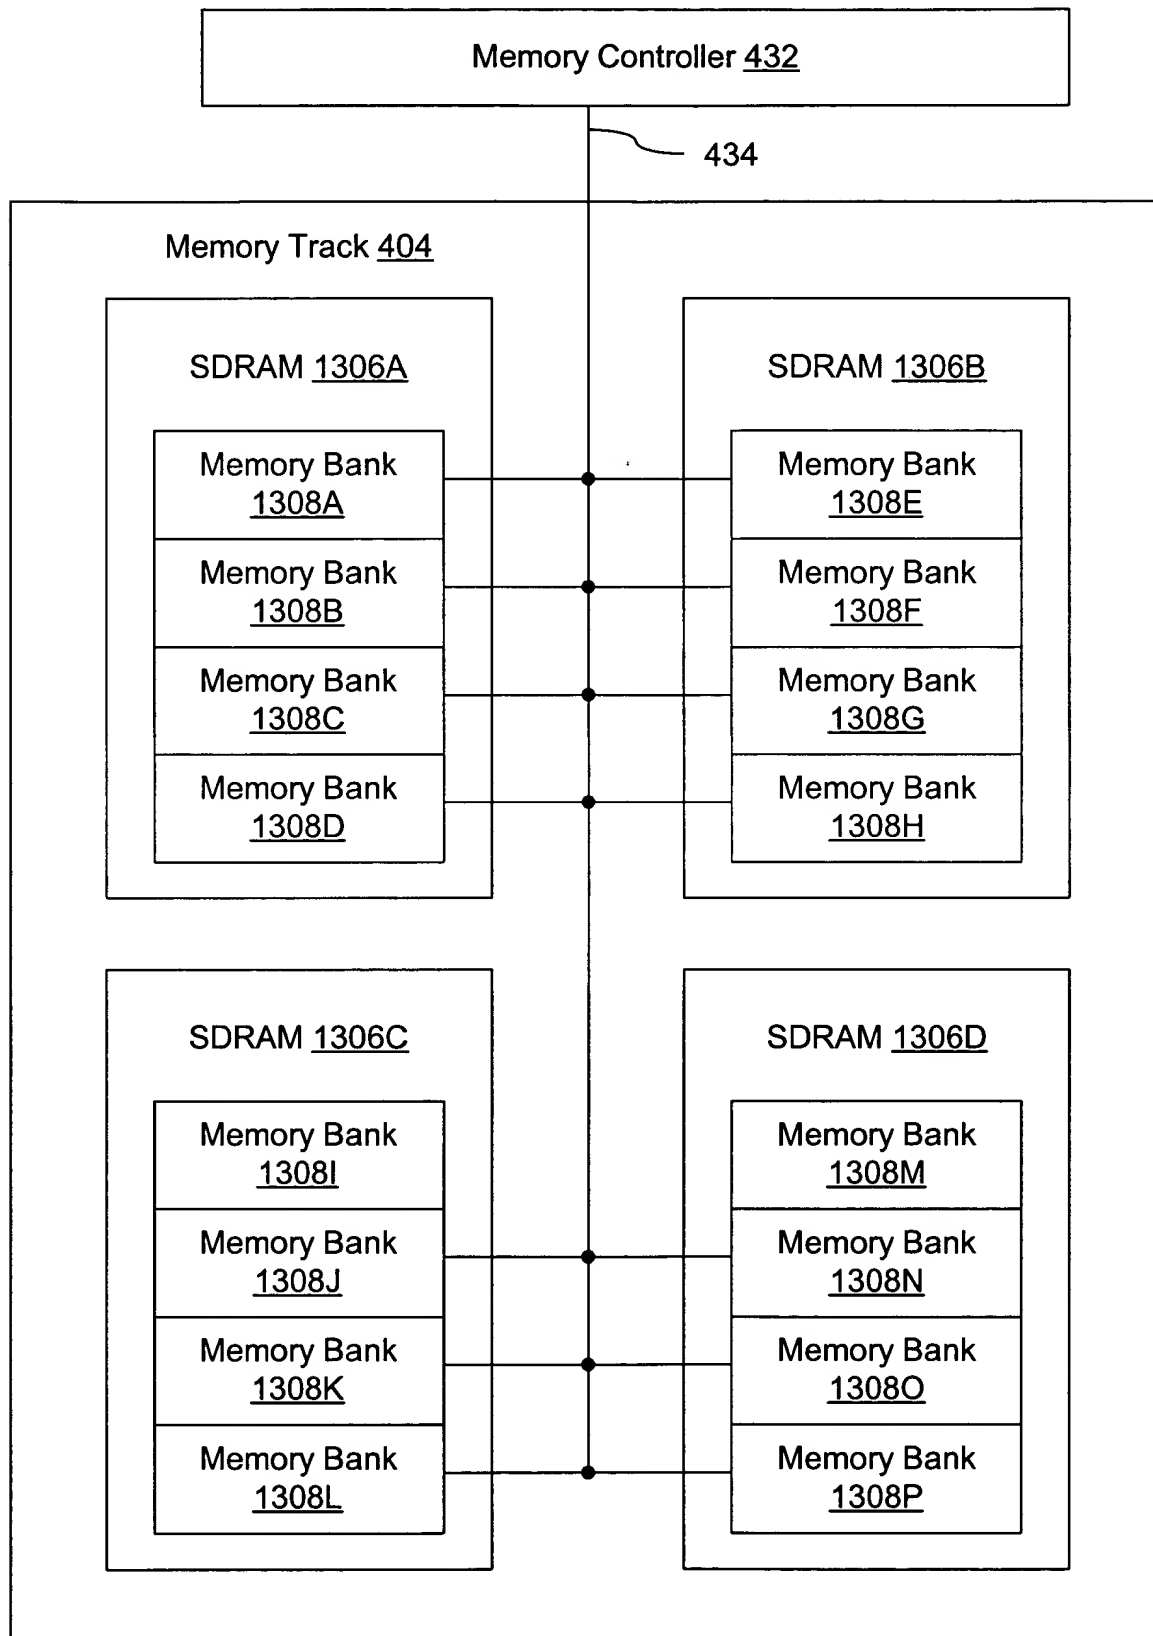 Memory Controller 432
434
Memory Track 404
SDRAM 1306A
Memory Bank
1308A
Memory Bank
1308B
Memory Bank
1308C
Memory Bank
1308D
SDRAM 1306B
Memory Bank
1308E
Memory Bank
1308F
Memory Bank
1308G
Memory Bank
1308H
SDRAM 1306C
Memory Bank
1308I
Memory Bank
1308J
Memory Bank
1308K
Memory Bank
1308L
SDRAM 1306D
Memory Bank
1308M
Memory Bank
1308N
Memory Bank
1308O
Memory Bank
1308P